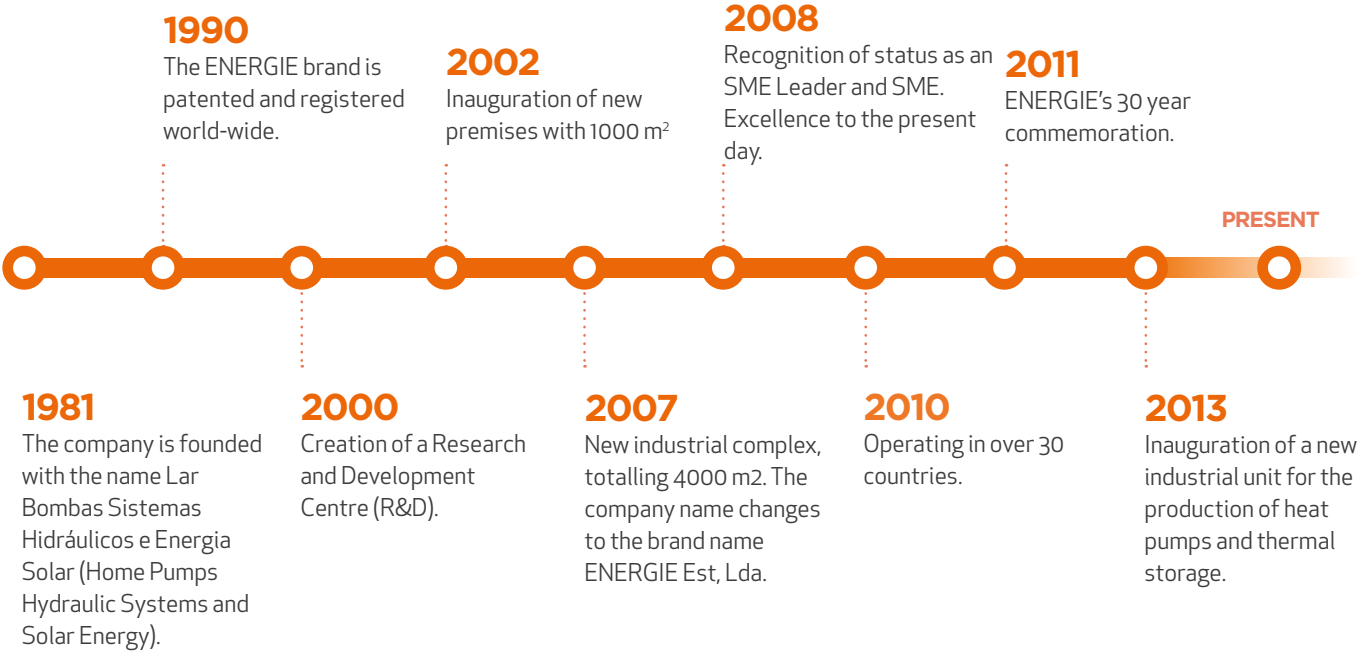 1990
The ENERGIE brand is
patented and registered
world-wide.
2002
Inauguration of new
premises with 1000 m²
2008
Recognition of status as an
SME Leader and SME.
Excellence to the present
day.
2011
ENERGIE’s 30 year
commemoration.
PRESENT
1981
The company is founded
with the name Lar
Bombas Sistemas
Hidráulicos e Energia
Solar (Home Pumps
Hydraulic Systems and
Solar Energy).
2000
Creation of a Research
and Development
Centre (R&D).
2007
New industrial complex,
totalling 4000 m2. The
company name changes
to the brand name
ENERGIE Est, Lda.
2010
Operating in over 30
countries.
2013
Inauguration of a new
industrial unit for the
production of heat
pumps and thermal
storage.